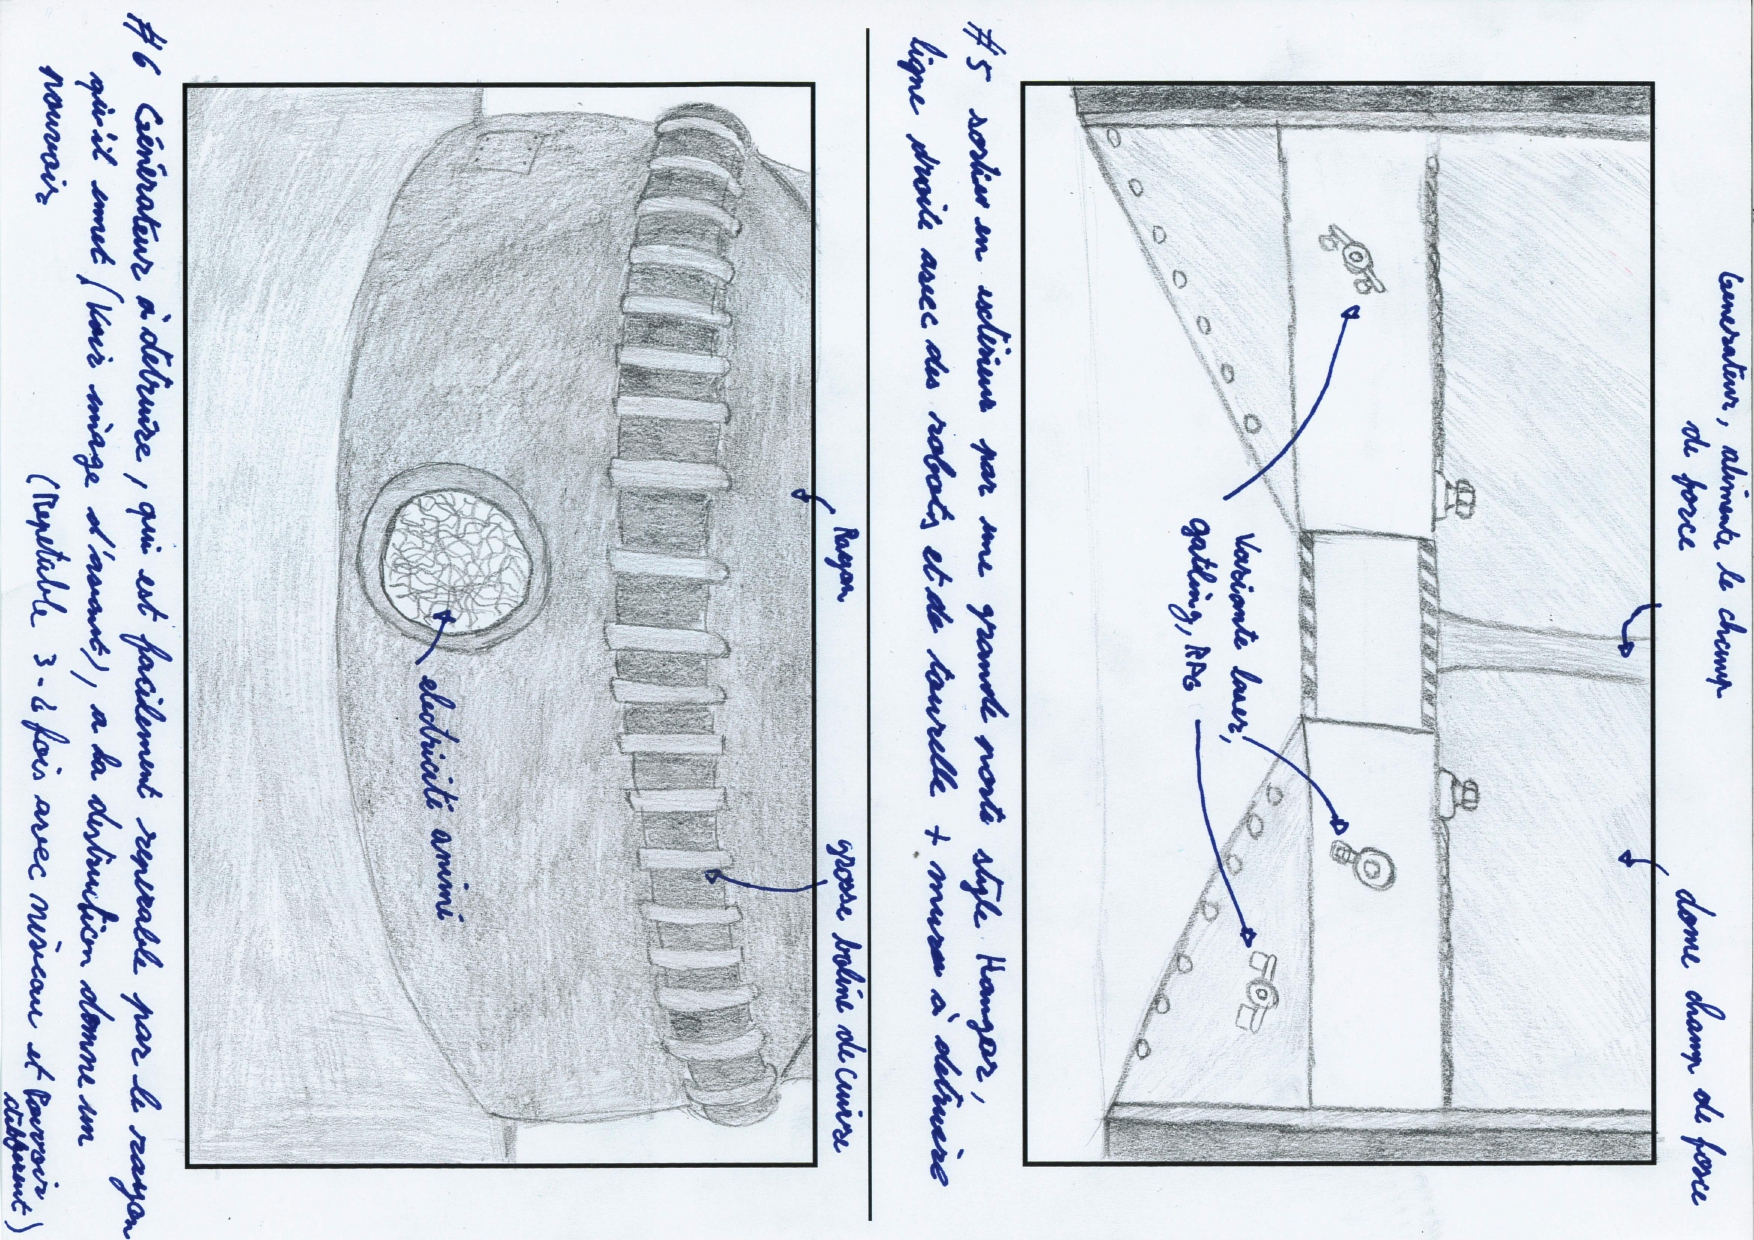 Generateur, alimente le champ
de force
dome champ de force
Variante laser,
gatling, RPG
#5 sortier en extérieur par une grande porte style Hangar,
ligne droite avec des robots et de tourelle + murs à detruire
Rayon
grosse boline de cuivre
electricité animé
#6 Générateur à detruire, qui est facilement reperable par le rayon
qu'il emet (Voir image d'avant), a la destruction donne un
pouvoir
(Repetable 3-4 fois avec niveau et Pouvoir
different)